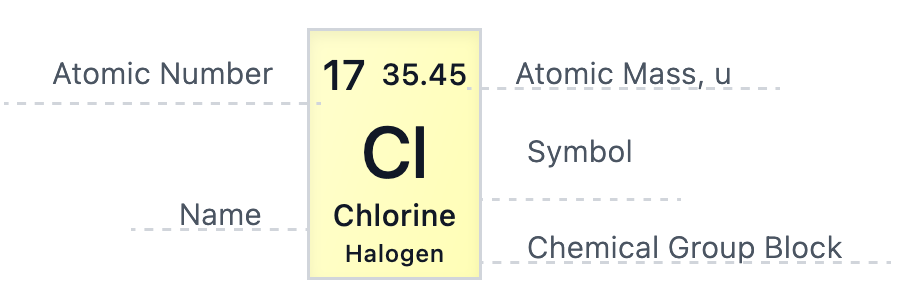 Atomic Number
17 35.45
Atomic Mass, u
Cl
Symbol
Name
Chlorine
Halogen
Chemical Group Block